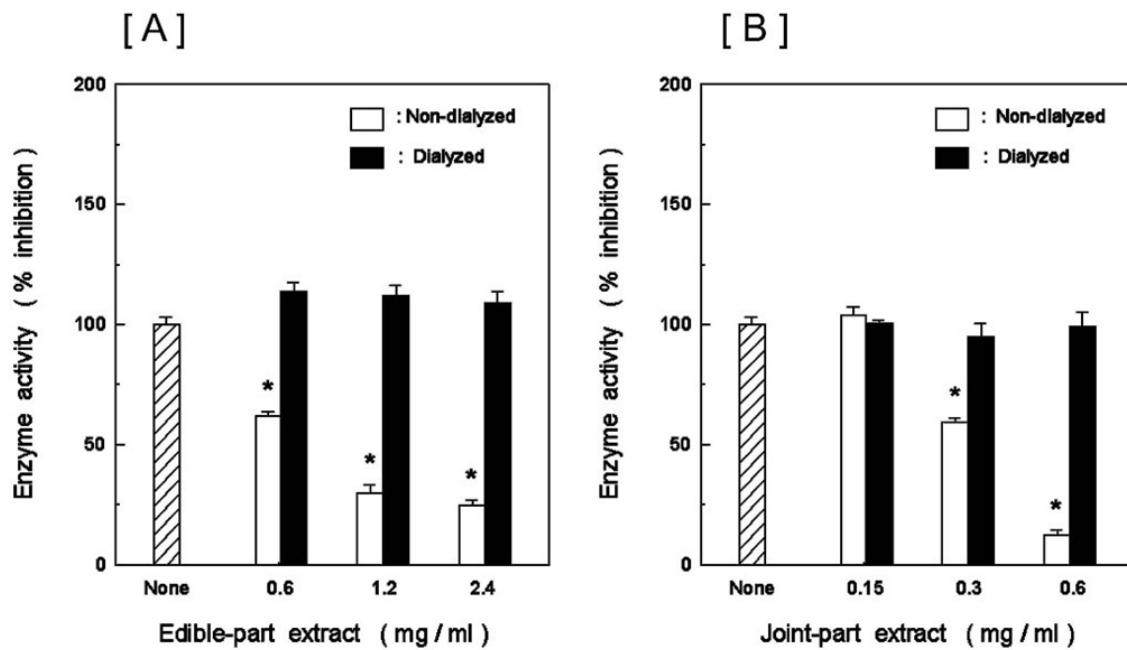 [ A ]
200
150
100
50
0
Enzyme activity ( % inhibition )
: Non-dialyzed
: Dialyzed
*
*
*
None 0.6 1.2 2.4
Edible-part extract ( mg / ml )
[ B ]
200
150
100
50
0
Enzyme activity ( % inhibition )
: Non-dialyzed
: Dialyzed
*
*
None 0.15 0.3 0.6
Joint-part extract ( mg / ml )